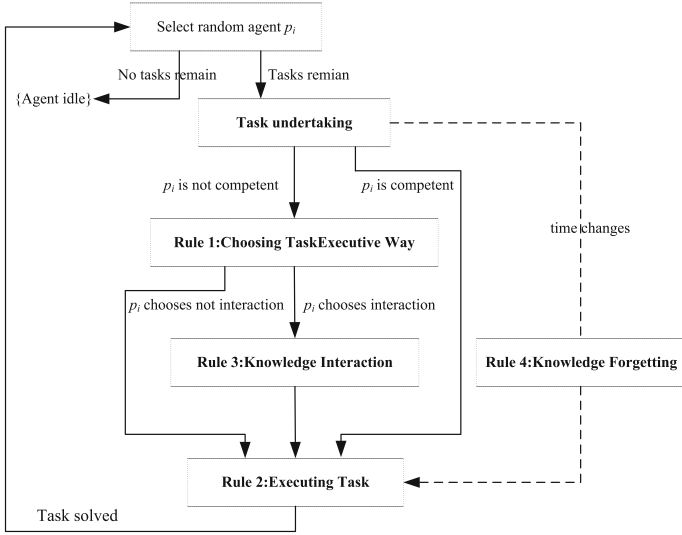 Select random agent pi
No tasks remain
Tasks remian
{Agent idle}
Task undertaking
pi is not competent
pi is competent
time changes
Rule 1:Choosing TaskExecutive Way
pi chooses not interaction
pi chooses interaction
Rule 3:Knowledge Interaction
Rule 4:Knowledge Forgetting
Rule 2:Executing Task
Task solved